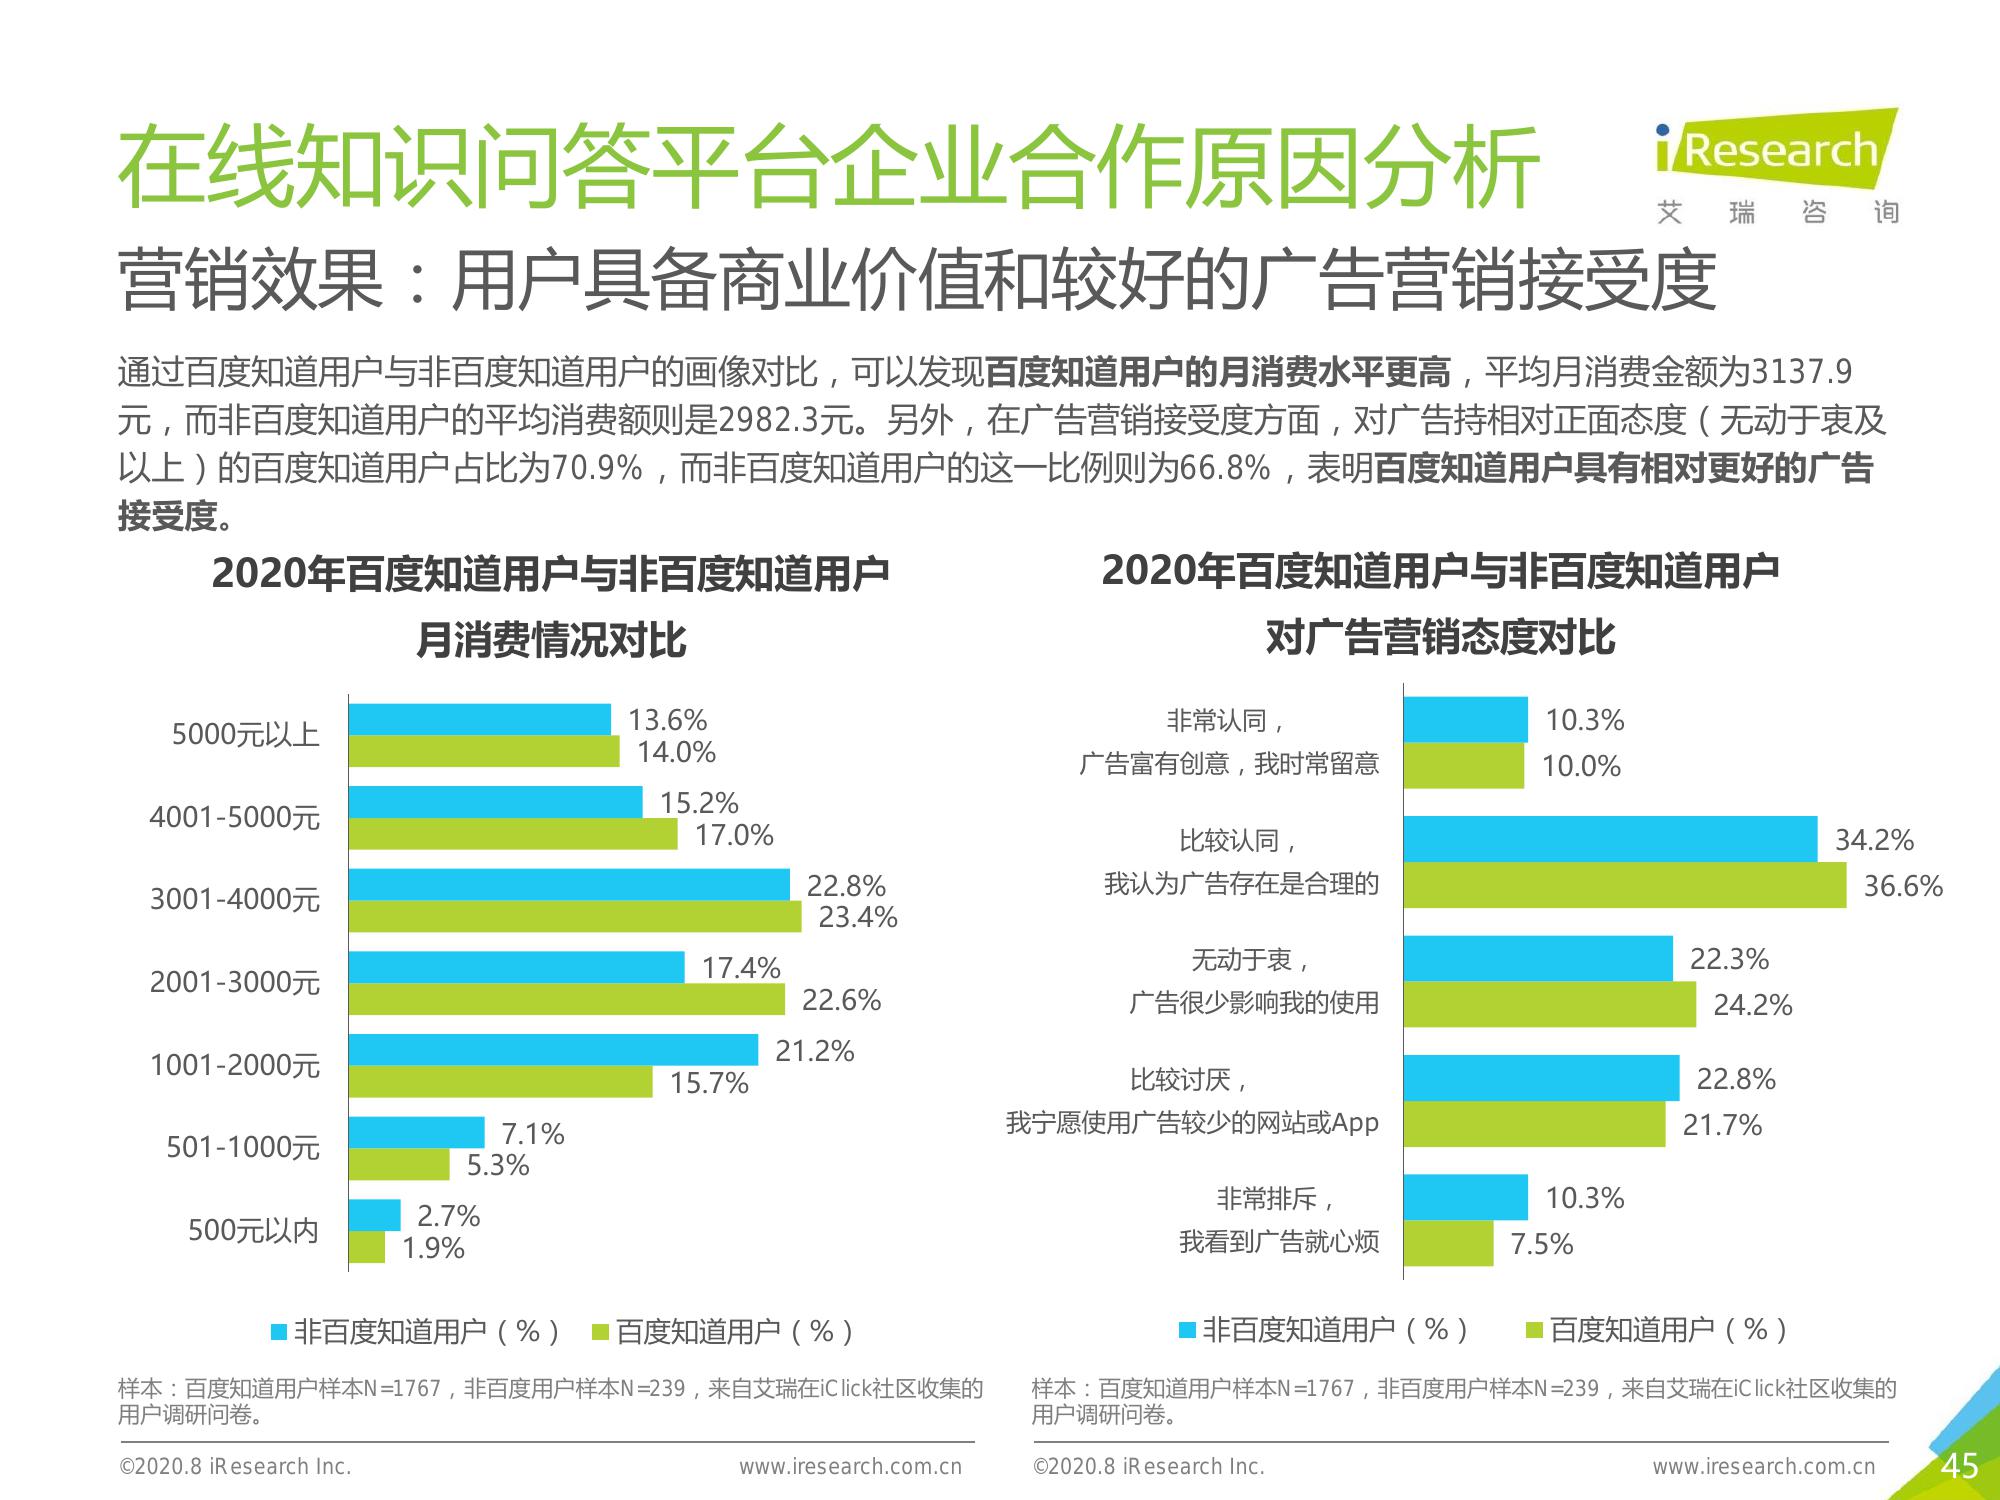 在线知识问答平台企业合作原因分析
iResearch
艾瑞咨询
营销效果：用户具备商业价值和较好的广告营销接受度
通过百度知道用户与非百度知道用户的画像对比，可以发现百度知道用户的月消费水平更高，平均月消费金额为3137.9
元，而非百度知道用户的平均消费额则是2982.3元。另外，在广告营销接受度方面，对广告持相对正面态度（无动于衷及
以上）的百度知道用户占比为70.9%，而非百度知道用户的这一比例则为66.8%，表明百度知道用户具有相对更好的广告
接受度。
2020年百度知道用户与非百度知道用户
月消费情况对比
5000元以上
13.6%
14.0%
4001-5000元
15.2%
17.0%
3001-4000元
22.8%
23.4%
2001-3000元
17.4%
22.6%
1001-2000元
21.2%
15.7%
501-1000元
7.1%
5.3%
500元以内
2.7%
1.9%
非百度知道用户（%） 百度知道用户（%）
样本：百度知道用户样本N=1767，非百度用户样本N=239，来自艾瑞在iClick社区收集的
用户调研问卷。
©2020.8 iResearch Inc. www.iresearch.com.cn
2020年百度知道用户与非百度知道用户
对广告营销态度对比
非常认同，
广告富有创意，我时常留意
10.3%
10.0%
比较认同，
我认为广告存在是合理的
34.2%
36.6%
无动于衷，
广告很少影响我的使用
22.3%
24.2%
比较讨厌，
我宁愿使用广告较少的网站或App
22.8%
21.7%
非常排斥，
我看到广告就心烦
10.3%
7.5%
非百度知道用户（%） 百度知道用户（%）
样本：百度知道用户样本N=1767，非百度用户样本N=239，来自艾瑞在iClick社区收集的
用户调研问卷。
©2020.8 iResearch Inc. www.iresearch.com.cn
45